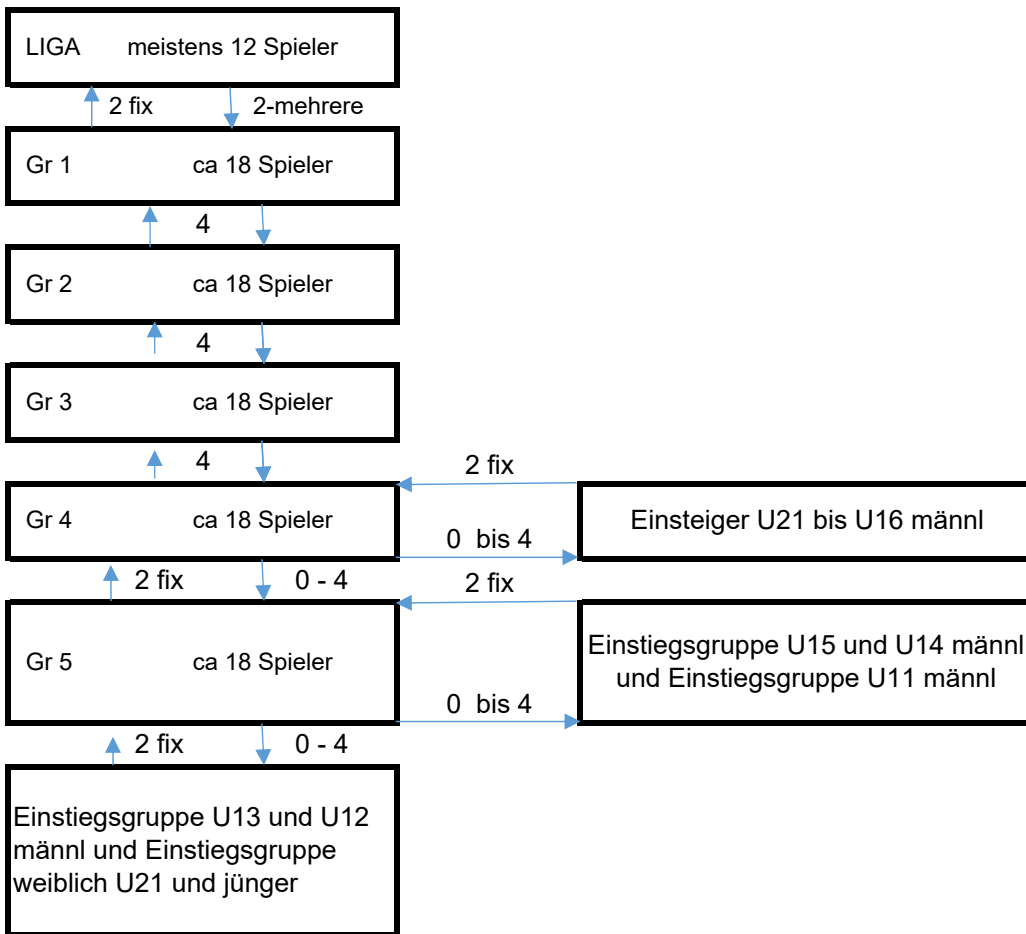 LIGA meistens 12 Spieler
2 fix 2-mehrere
Gr 1 ca 18 Spieler
4
Gr 2 ca 18 Spieler
4
Gr 3 ca 18 Spieler
4
2 fix
Gr 4 ca 18 Spieler
Einsteiger U21 bis U16 männl
0 bis 4
2 fix 0 - 4
2 fix
Gr 5 ca 18 Spieler
Einstiegsgruppe U15 und U14 männl
und Einstiegsgruppe U11 männl
0 bis 4
2 fix 0 - 4
Einstiegsgruppe U13 und U12
männl und Einstiegsgruppe
weiblich U21 und jünger